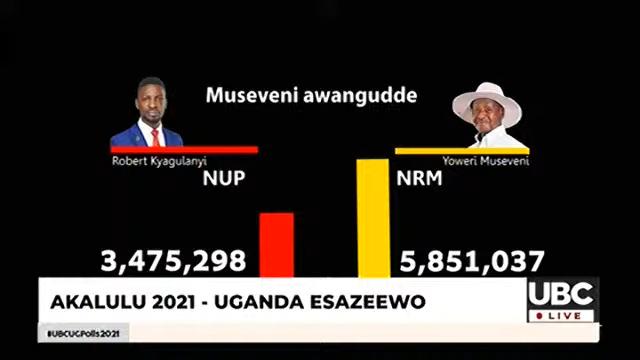 Museveni awangudde
Robert Kyagulanyi
Yoweri Museveni
NUP
NRM
3,475,298
5,851,037
AKALULU 2021 - UGANDA ESAZEEWO
UBC
LIVE
#UBCUGPolls2021